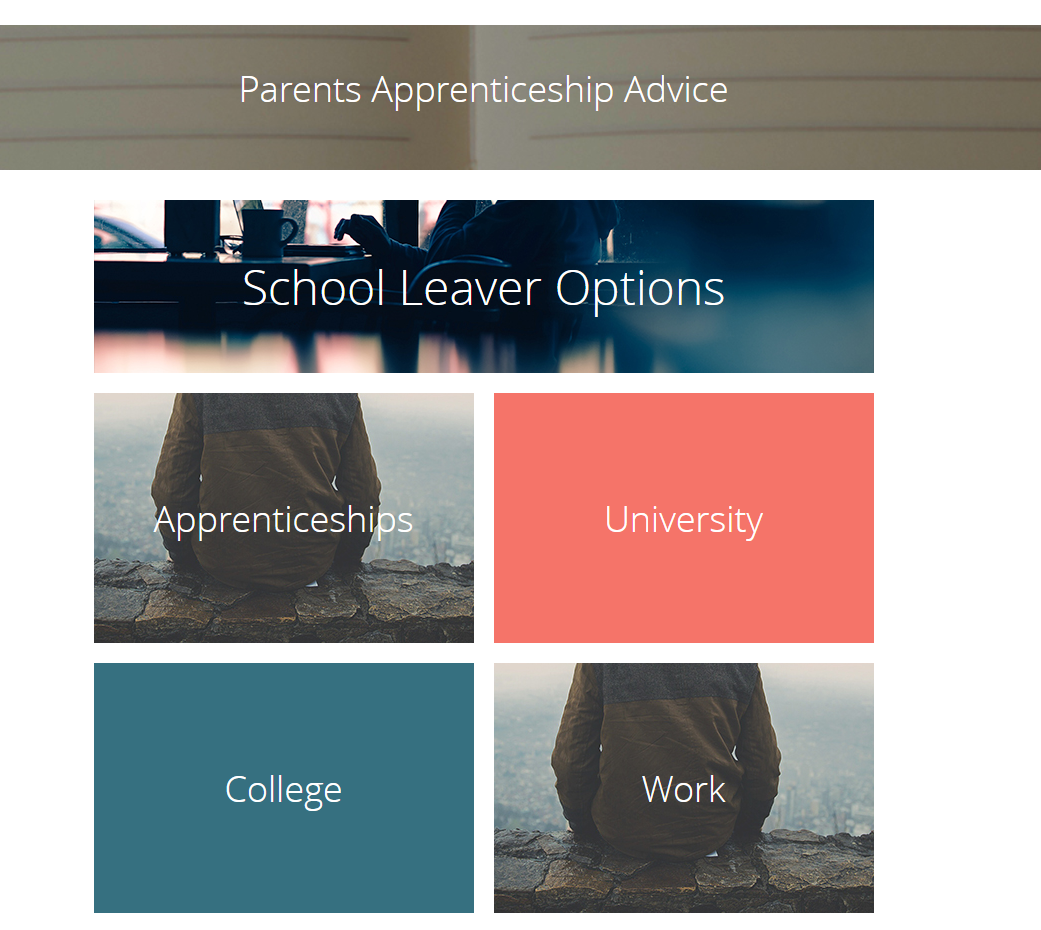 Parents Apprenticeship Advice
School Leaver Options
Apprenticeships
University
College
Work